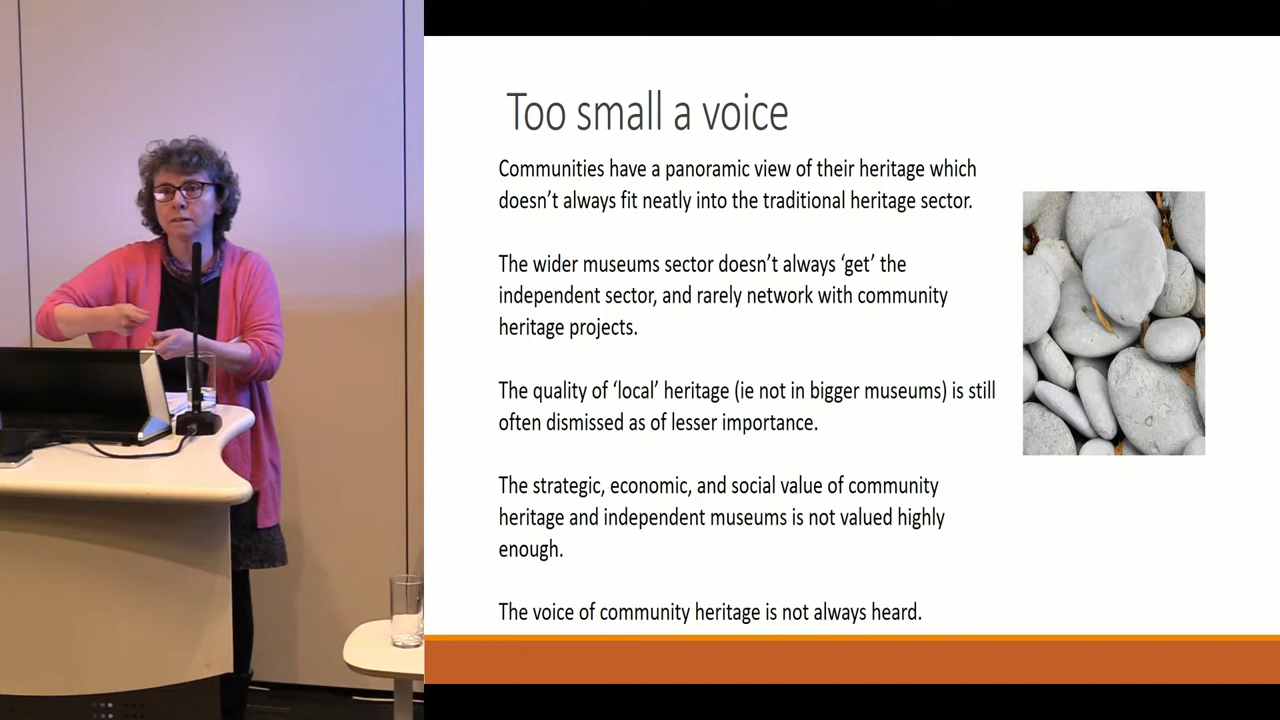 Too small a voice
Communities have a panoramic view of their heritage which
doesn’t always fit neatly into the traditional heritage sector.
The wider museums sector doesn’t always ‘get’ the
independent sector, and rarely network with community
heritage projects.
The quality of ‘local’ heritage (ie not in bigger museums) is still
often dismissed as of lesser importance.
The strategic, economic, and social value of community
heritage and independent museums is not valued highly
enough.
The voice of community heritage is not always heard.